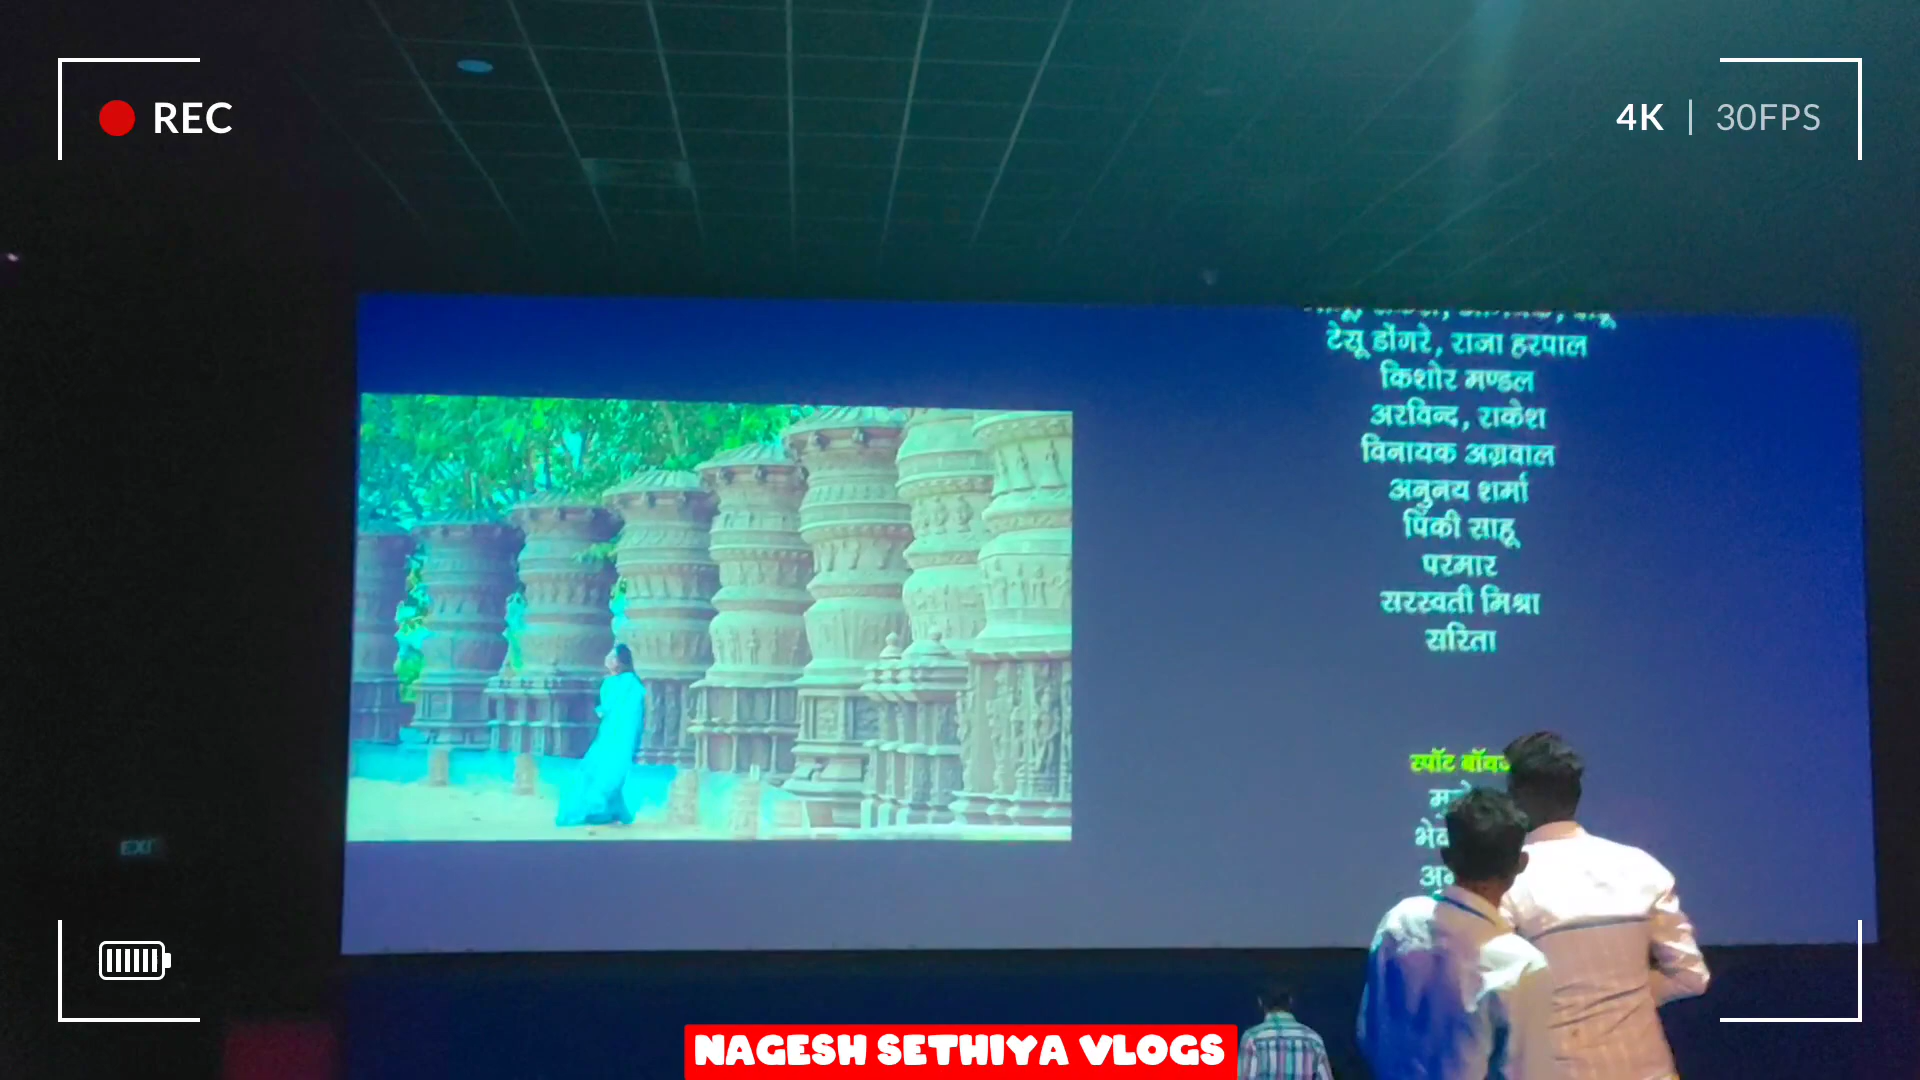 REC
4K | 30FPS
टेसू डोंगरे, राजा हरपाल
किशोर मण्डल
अरविन्द, राकेश
विनायक अग्रवाल
अनुनय शर्मा
पिंकी साहू
परमार
सरस्वती मिश्रा
सरिता
स्पॉट
EXIT
NAGESH SETHIYA VLOGS